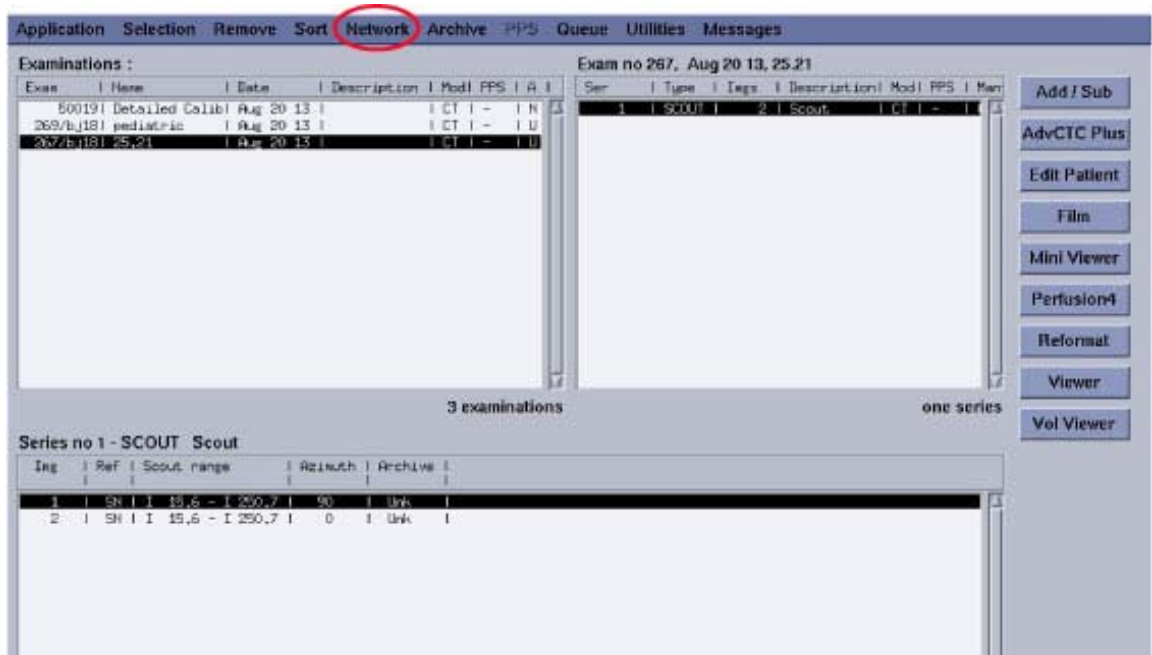 Application Selection Remove Sort Network Archive PPS Queue Utilities Messages
Examinations :
Exam | Name | Date | Description | Mod| PPS | A |
50019| Detailed Calib| Aug 20 13 | | CT | - | N
269/bj18| pediatric | Aug 20 13 | | CT | - | U
267/bj18| 25,21 | Aug 20 13 | | CT | - | U
3 examinations
Exam no 267, Aug 20 13, 25.21
Ser | Type | Imgs | Description| Mod| PPS | Man
1 | SCOUT | 2 | Scout | CT | - |
one series
Add / Sub
AdvCTC Plus
Edit Patient
Film
Mini Viewer
Perfusion4
Reformat
Viewer
Vol Viewer
Series no 1 - SCOUT Scout
Img | Ref | Scout range | Azimuth | Archive |
1 | SN | I 15,6 - I 250,7 | 90 | Unk |
2 | SN | I 15,6 - I 250,7 | 0 | Unk |